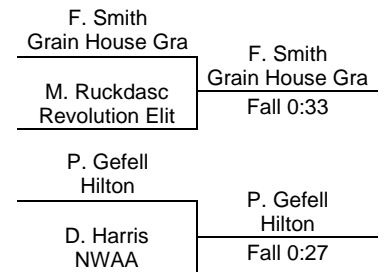 F. Smith
Grain House Gra
M. Ruckdasc
Revolution Elit
F. Smith
Grain House Gra
Fall 0:33
P. Gefell
Hilton
D. Harris
NWAA
P. Gefell
Hilton
Fall 0:27